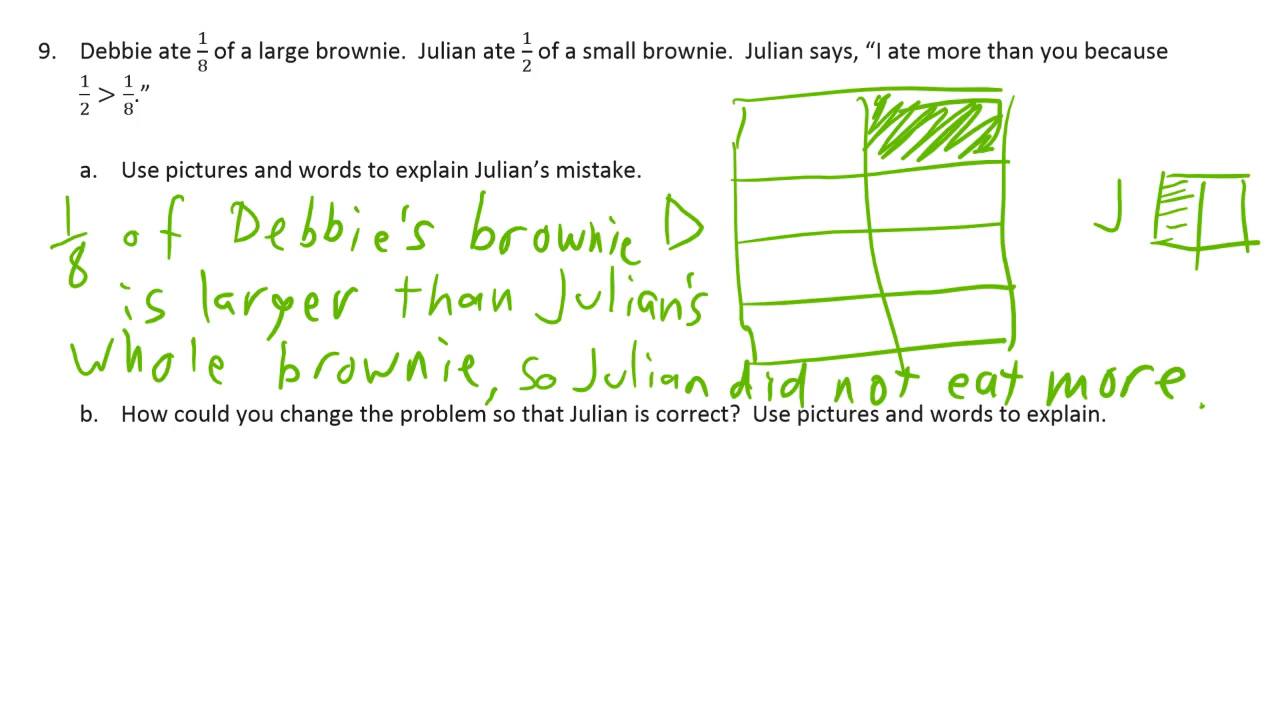 9. Debbie ate 1/8 of a large brownie. Julian ate 1/2 of a small brownie. Julian says, “I ate more than you because
1/2 > 1/8.”
a. Use pictures and words to explain Julian’s mistake.
1/8 of Debbie's brownie
is larger than Julian's
whole brownie, so Julian did not eat more.
D
J
b. How could you change the problem so that Julian is correct? Use pictures and words to explain.